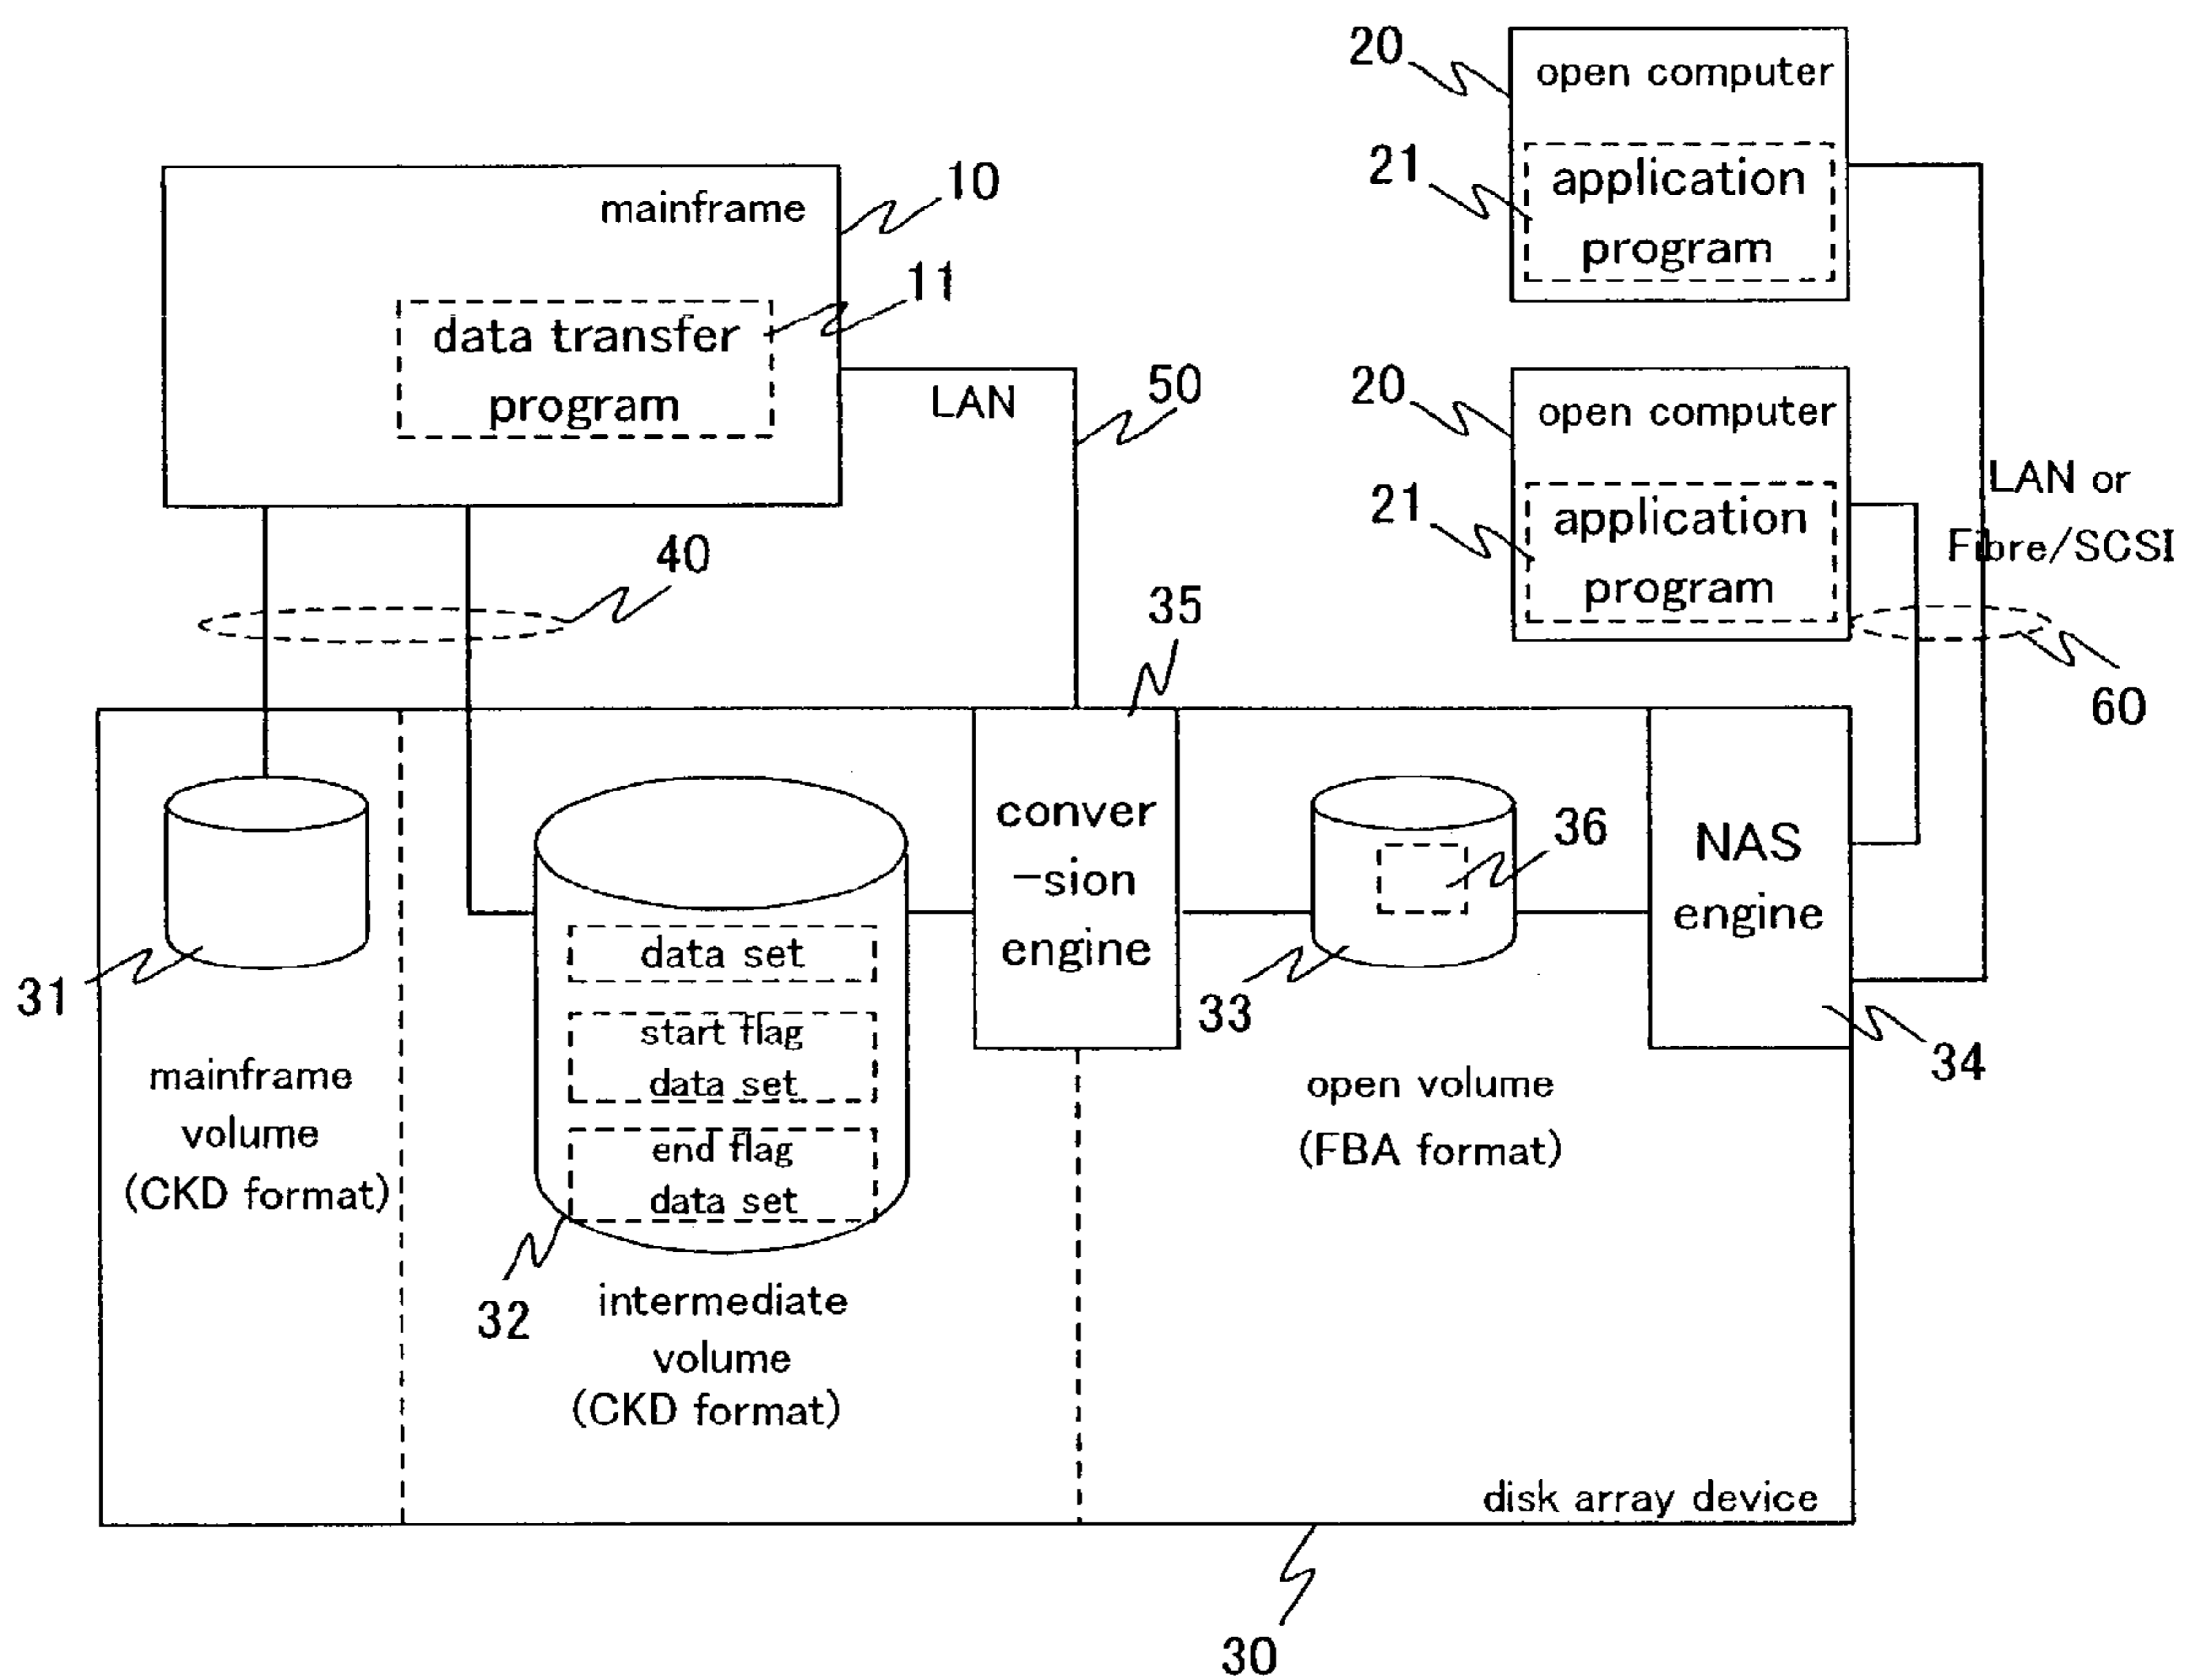 20
open computer
21
application
program
mainframe
10
11
data transfer
program
LAN
50
20
open computer
21
application
program
LAN or
Fibre/SCSI
40
35
60
conver
-sion
engine
36
NAS
engine
data set
31
33
start flag
data set
34
mainframe
volume
(CKD format)
open volume
(FBA format)
end flag
data set
32
intermediate
volume
(CKD format)
disk array device
30